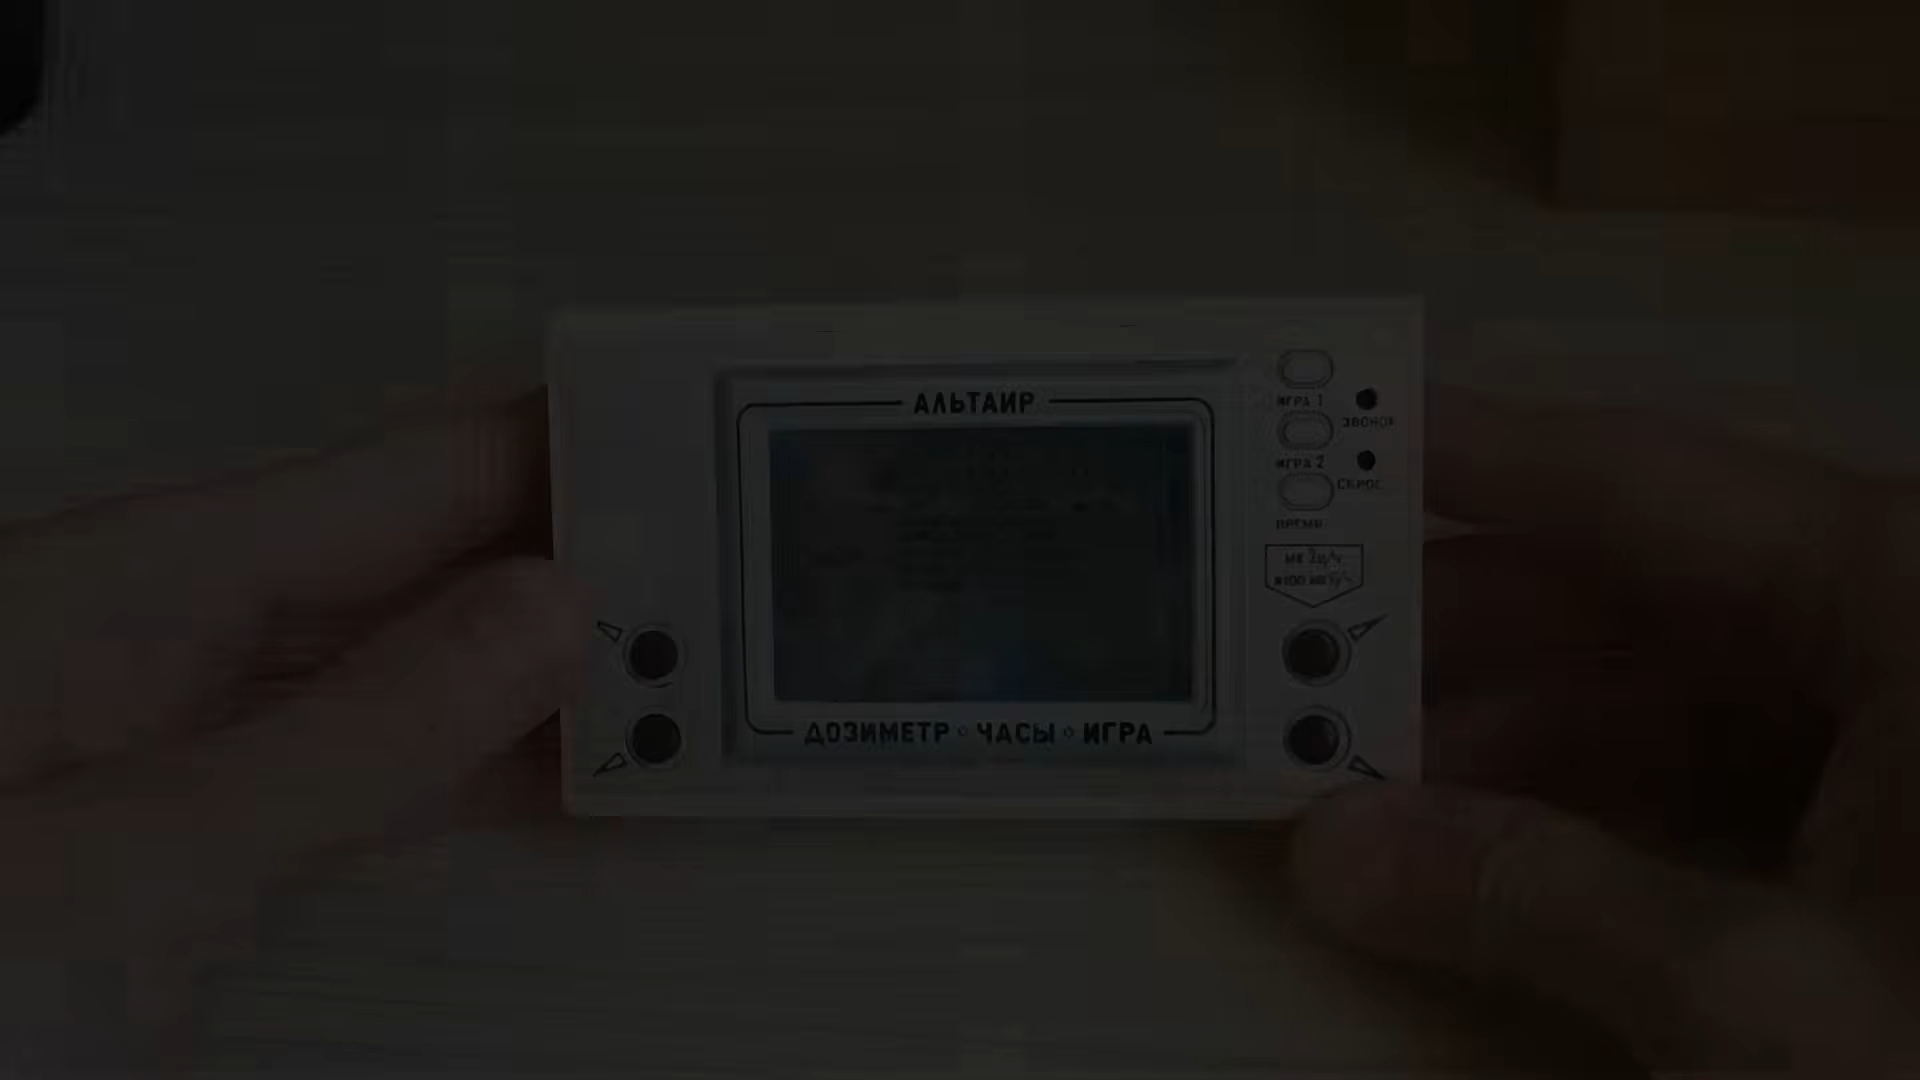 АЛЬТАИР
ИГРА 1
ЗВОНОК
ИГРА 2
СБРОС
ВРЕМЯ
ДОЗИМЕТР ◦ ЧАСЫ ◦ ИГРА